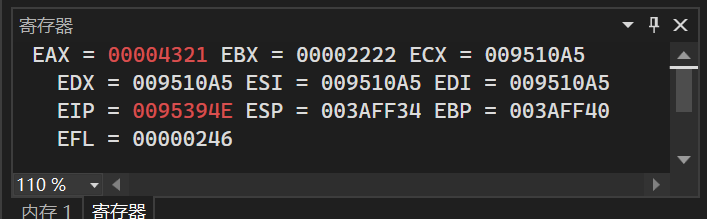 寄存器
EAX = 00004321 EBX = 00002222 ECX = 009510A5
EDX = 009510A5 ESI = 009510A5 EDI = 009510A5
EIP = 0095394E ESP = 003AFF34 EBP = 003AFF40
EFL = 00000246
110 %
内存 1 寄存器